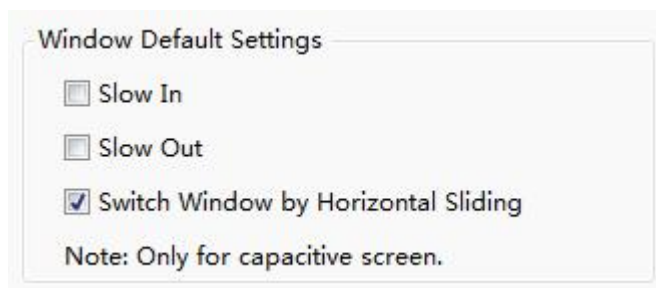 Window Default Settings
Slow In
Slow Out
Switch Window by Horizontal Sliding
Note: Only for capacitive screen.